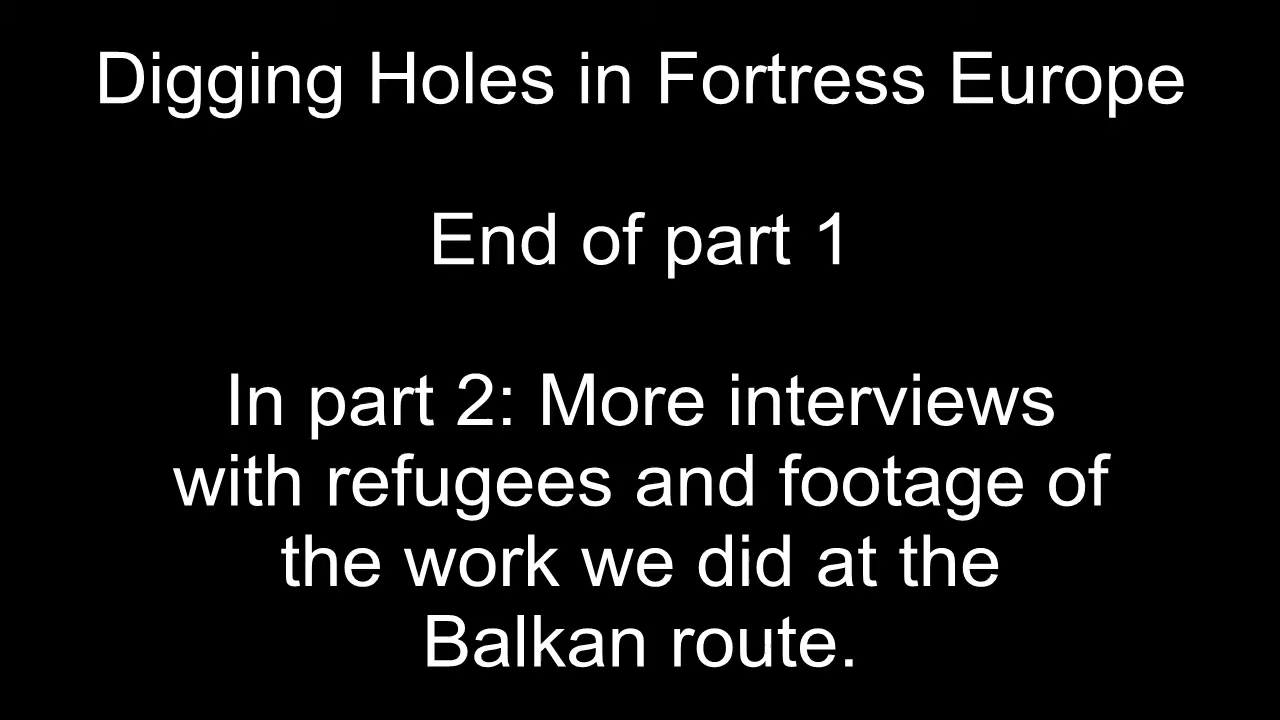 Digging Holes in Fortress Europe
End of part 1
In part 2: More interviews
with refugees and footage of
the work we did at the
Balkan route.